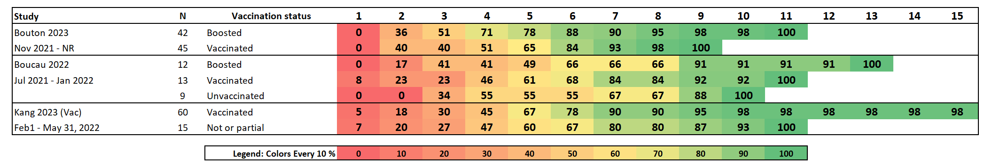 Study N Vaccination status 1 2 3 4 5 6 7 8 9 10 11 12 13 14 15
Bouton 2023 42 Boosted 0 36 51 71 78 88 90 95 98 98 100
Nov 2021 - NR 45 Vaccinated 0 40 40 51 65 84 93 98 100
Boucau 2022 12 Boosted 0 17 41 41 49 66 66 66 91 91 91 91 100
Jul 2021 - Jan 2022 13 Vaccinated 8 23 23 46 61 68 84 84 92 92 100
9 Unvaccinated 0 0 34 55 55 55 67 67 88 100
Kang 2023 (Vac) 60 Vaccinated 5 18 30 45 67 78 90 90 95 98 98 98 98 98 98
Feb1 - May 31, 2022 15 Not or partial 7 20 27 47 60 67 80 80 87 93 100
Legend: Colors Every 10 % 0 10 20 30 40 50 60 70 80 90 100